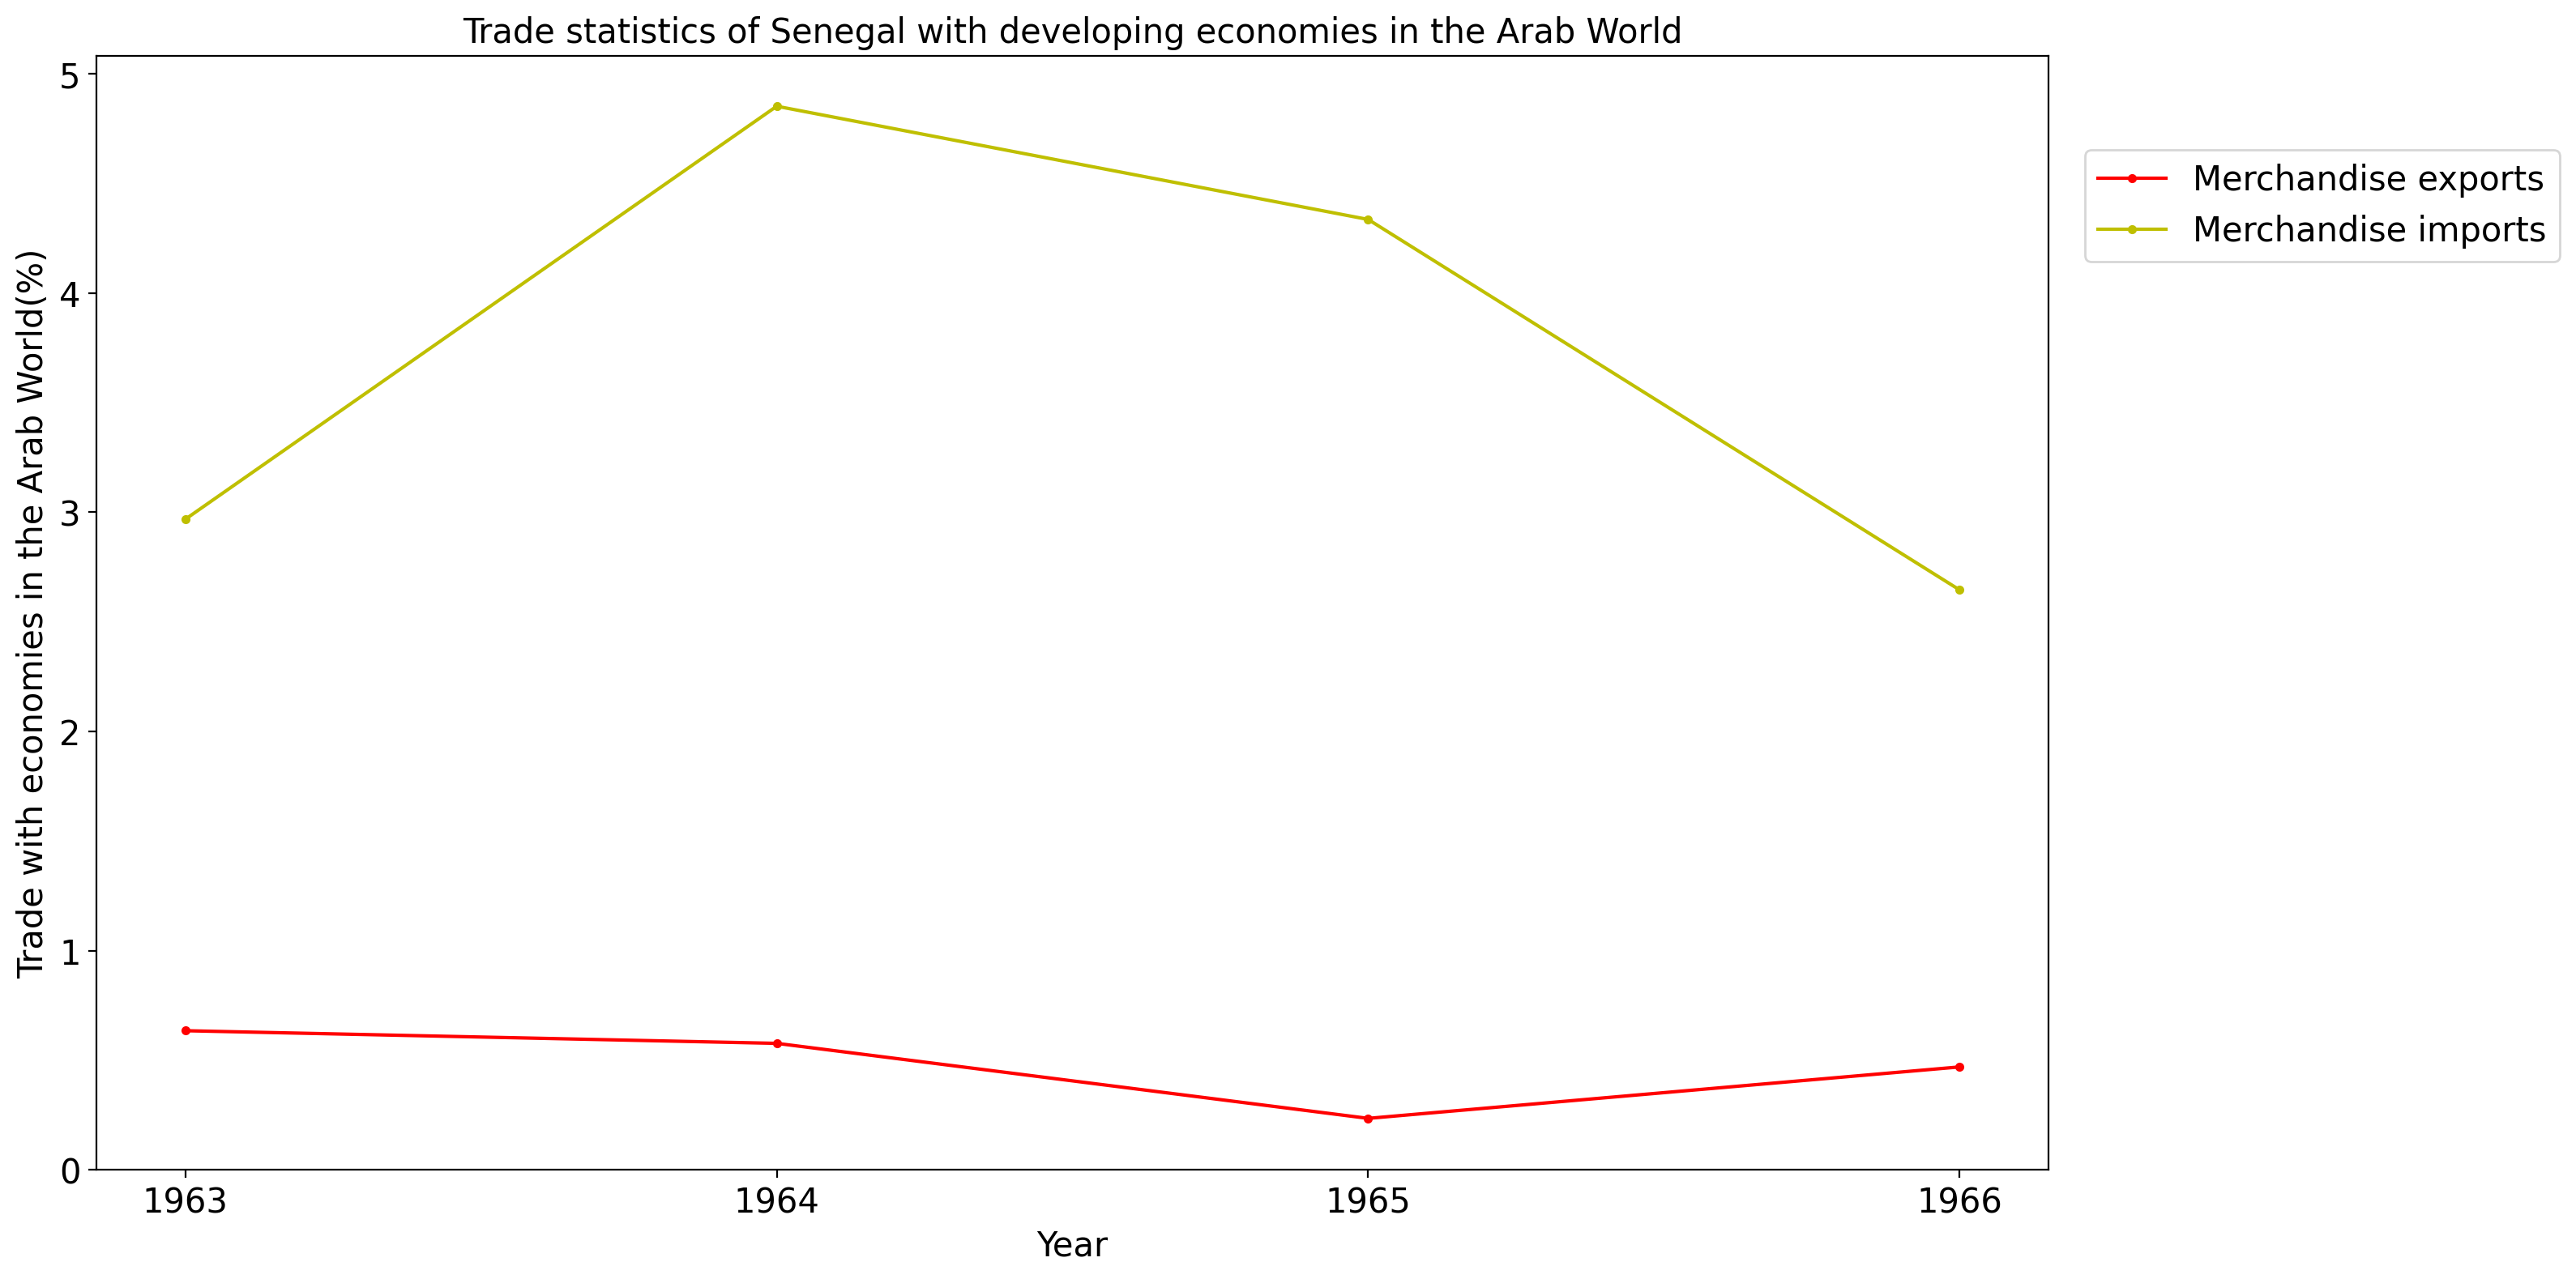 Trade statistics of Senegal with developing economies in the Arab World
Trade with economies in the Arab World(%)
5
4
3
2
1
0
1963 1964 1965 1966
Year
Merchandise exports
Merchandise imports